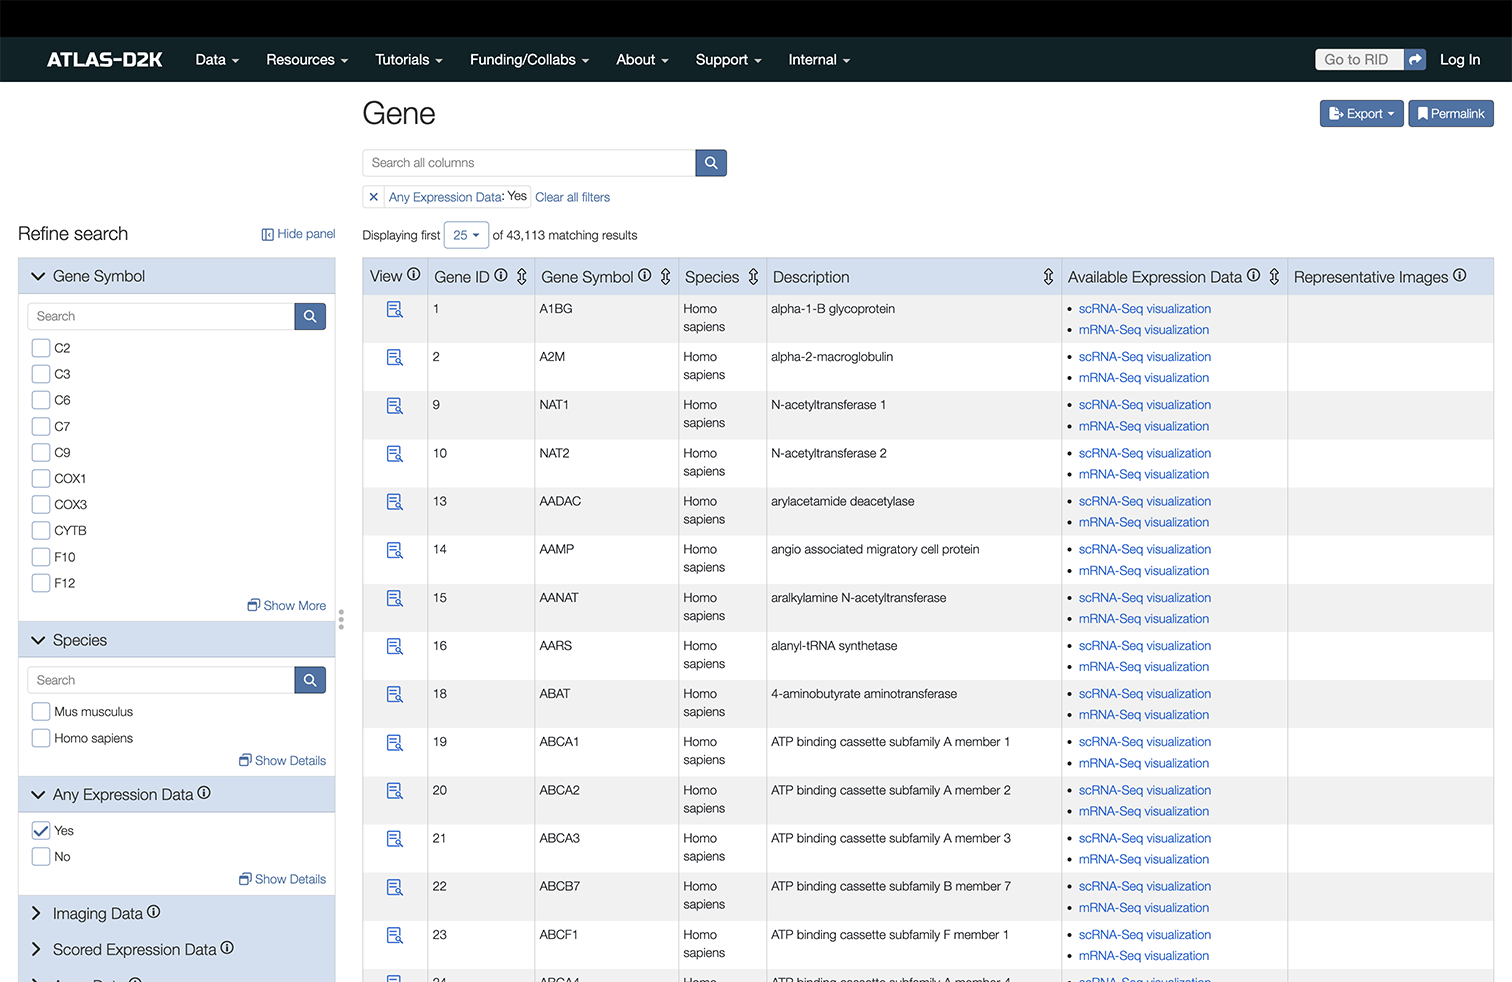 ATLAS-D2K Data Resources Tutorials Funding/Collabs About Support Internal Go to RID Log In
Gene
Export Permalink
Search all columns
Any Expression Data: Yes Clear all filters
Refine search Hide panel
Displaying first 25 of 43,113 matching results
Gene Symbol
Search
C2
C3
C6
C7
C9
COX1
COX3
CYTB
F10
F12
Show More
Species
Search
Mus musculus
Homo sapiens
Show Details
Any Expression Data
Yes
No
Show Details
Imaging Data
Scored Expression Data
View Gene ID Gene Symbol Species Description Available Expression Data Representative Images
1 A1BG Homo alpha-1-B glycoprotein scRNA-Seq visualization
sapiens mRNA-Seq visualization
2 A2M Homo alpha-2-macroglobulin scRNA-Seq visualization
sapiens mRNA-Seq visualization
9 NAT1 Homo N-acetyltransferase 1 scRNA-Seq visualization
sapiens mRNA-Seq visualization
10 NAT2 Homo N-acetyltransferase 2 scRNA-Seq visualization
sapiens mRNA-Seq visualization
13 AADAC Homo arylacetamide deacetylase scRNA-Seq visualization
sapiens mRNA-Seq visualization
14 AAMP Homo angio associated migratory cell protein scRNA-Seq visualization
sapiens mRNA-Seq visualization
15 AANAT Homo aralkylamine N-acetyltransferase scRNA-Seq visualization
sapiens mRNA-Seq visualization
16 AARS Homo alanyl-tRNA synthetase scRNA-Seq visualization
sapiens mRNA-Seq visualization
18 ABAT Homo 4-aminobutyrate aminotransferase scRNA-Seq visualization
sapiens mRNA-Seq visualization
19 ABCA1 Homo ATP binding cassette subfamily A member 1 scRNA-Seq visualization
sapiens mRNA-Seq visualization
20 ABCA2 Homo ATP binding cassette subfamily A member 2 scRNA-Seq visualization
sapiens mRNA-Seq visualization
21 ABCA3 Homo ATP binding cassette subfamily A member 3 scRNA-Seq visualization
sapiens mRNA-Seq visualization
22 ABCB7 Homo ATP binding cassette subfamily B member 7 scRNA-Seq visualization
sapiens mRNA-Seq visualization
23 ABCF1 Homo ATP binding cassette subfamily F member 1 scRNA-Seq visualization
sapiens mRNA-Seq visualization